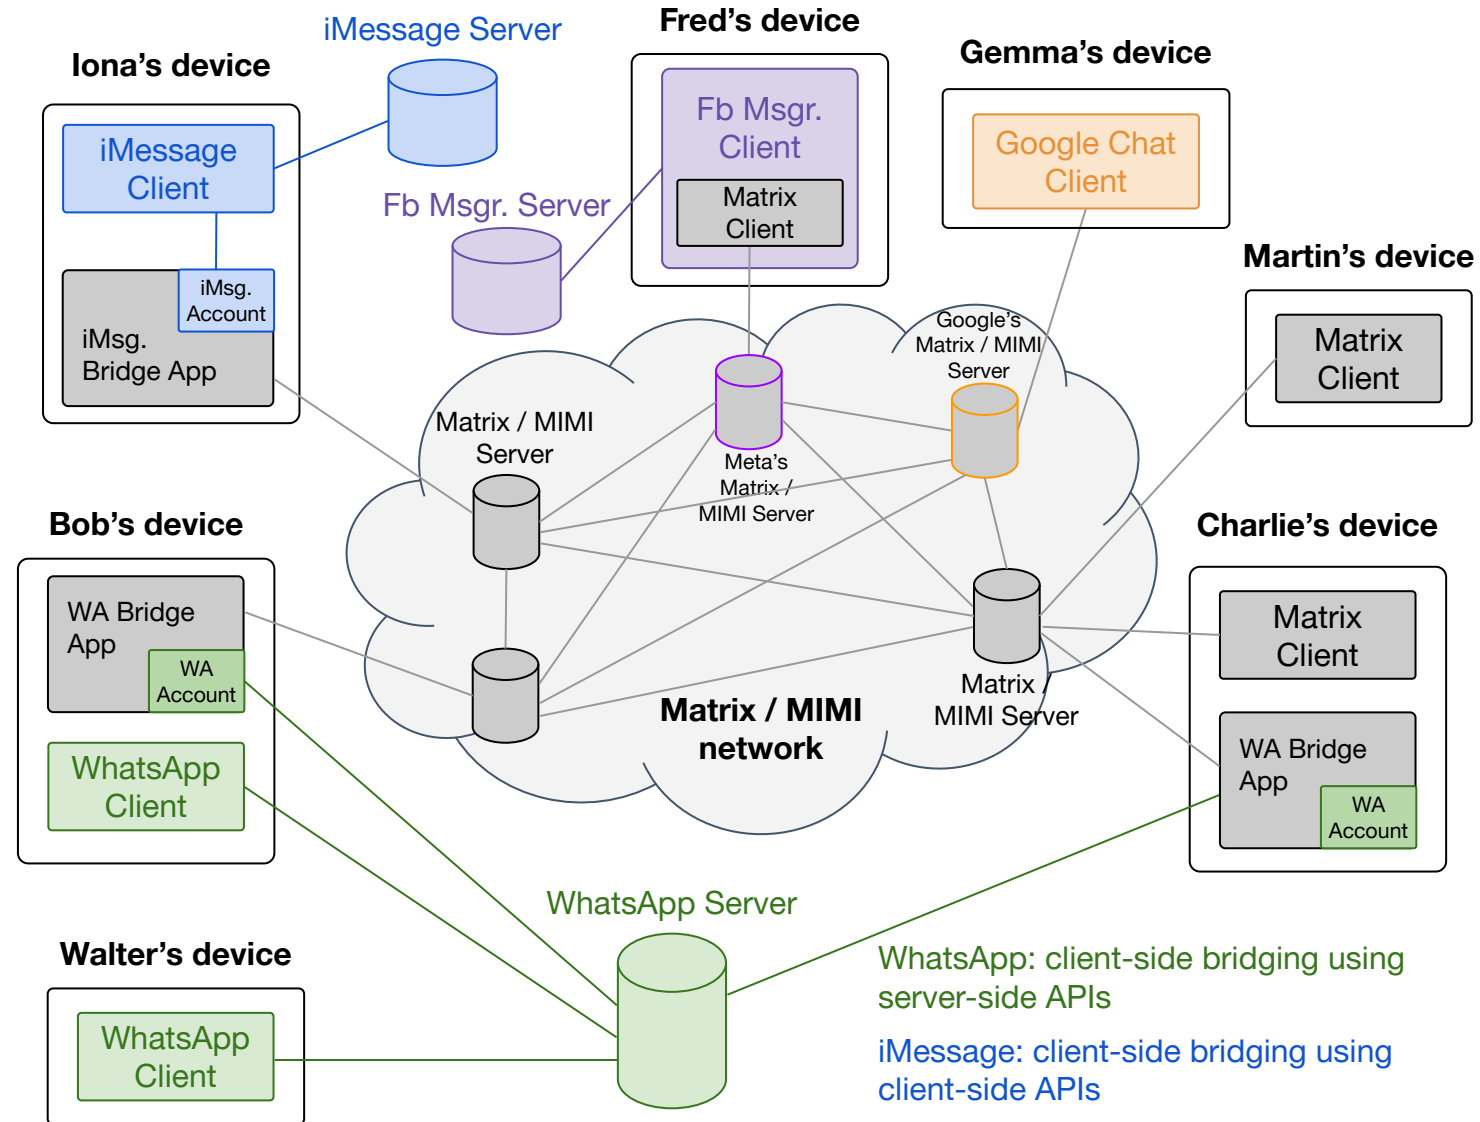 iMessage Server
Fred's device
Iona's device
Gemma's device
iMessage
Client
Fb Msgr.
Client
Google Chat
Client
Fb Msgr. Server
Matrix
Client
Martin's device
iMsg.
Account
iMsg.
Bridge App
Google's
Matrix / MIMI
Server
Matrix
Client
Matrix / MIMI
Server
Meta's
Matrix /
MIMI Server
Bob's device
Charlie's device
WA Bridge
App
WA
Account
Matrix
Client
Matrix / MIMI
network
Matrix /
MIMI Server
WhatsApp
Client
WA Bridge
App
WA
Account
WhatsApp Server
Walter's device
WhatsApp: client-side bridging using
server-side APIs
WhatsApp
Client
iMessage: client-side bridging using
client-side APIs